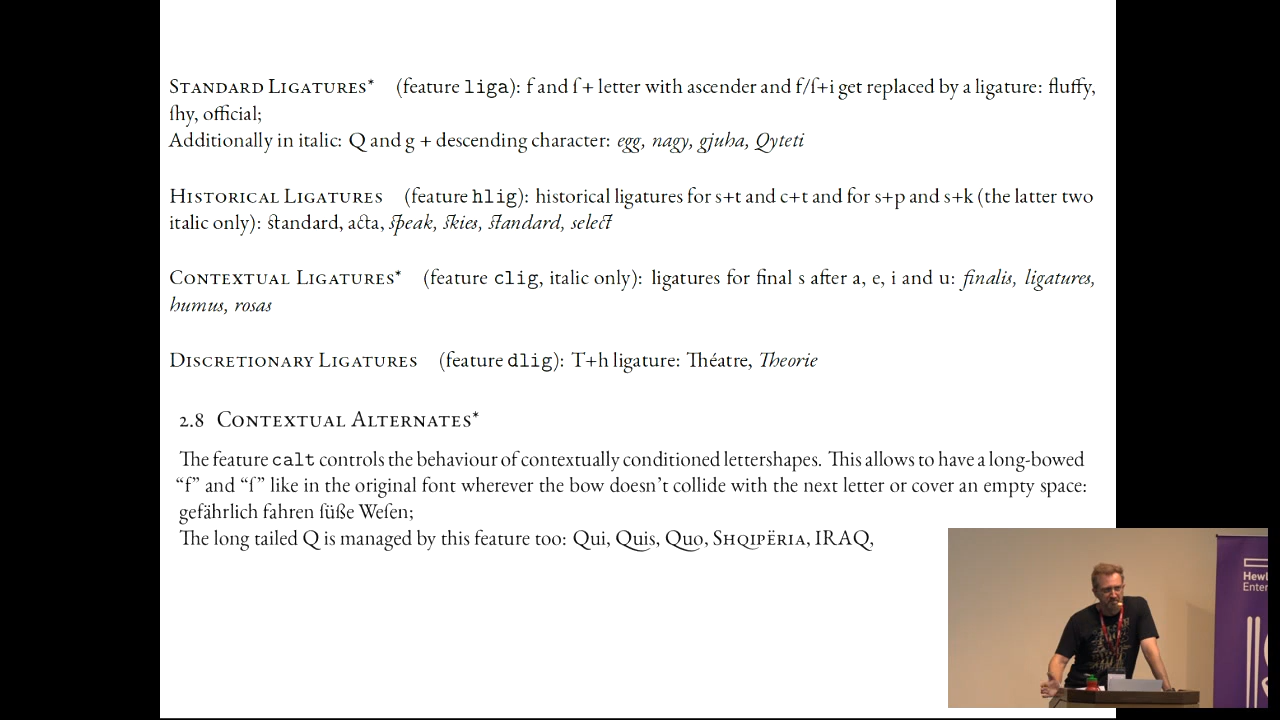 Standard Ligatures* (feature liga): f and ſ + letter with ascender and f/ſ+i get replaced by a ligature: fluffy,
ſhy, official;
Additionally in italic: Q and g + descending character: egg, nagy, gjuha, Qyteti
Historical Ligatures (feature hlig): historical ligatures for s+t and c+t and for s+p and s+k (the latter two
italic only): standard, acta, speak, skies, standard, select
Contextual Ligatures* (feature clig, italic only): ligatures for final s after a, e, i and u: finalis, ligatures,
humus, rosas
Discretionary Ligatures (feature dlig): T+h ligature: Théatre, Theorie
2.8 Contextual Alternates*
The feature calt controls the behaviour of contextually conditioned lettershapes. This allows to have a long-bowed
“f” and “ſ” like in the original font wherever the bow doesn’t collide with the next letter or cover an empty space:
gefährlich fahren ſüße Weſen;
The long tailed Q is managed by this feature too: Qui, Quis, Quo, Shqipëria, IRAQ,
Hewl
Enter